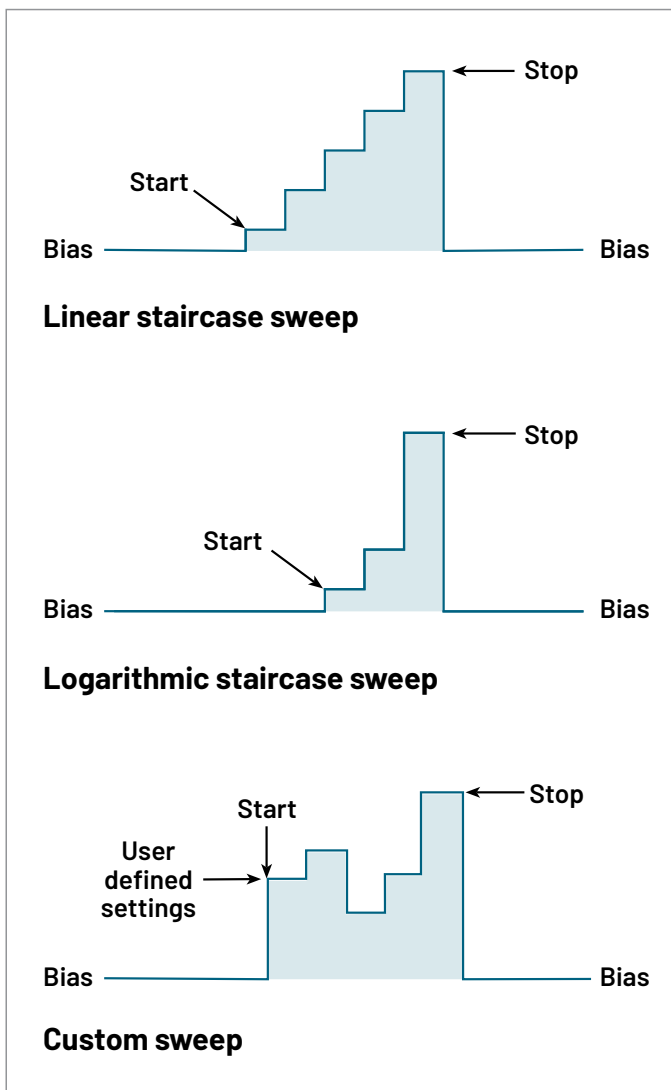 Stop
Start
Bias
Bias
Linear staircase sweep
Stop
Start
Bias
Bias
Logarithmic staircase sweep
Stop
Start
User
defined
settings
Bias
Bias
Custom sweep